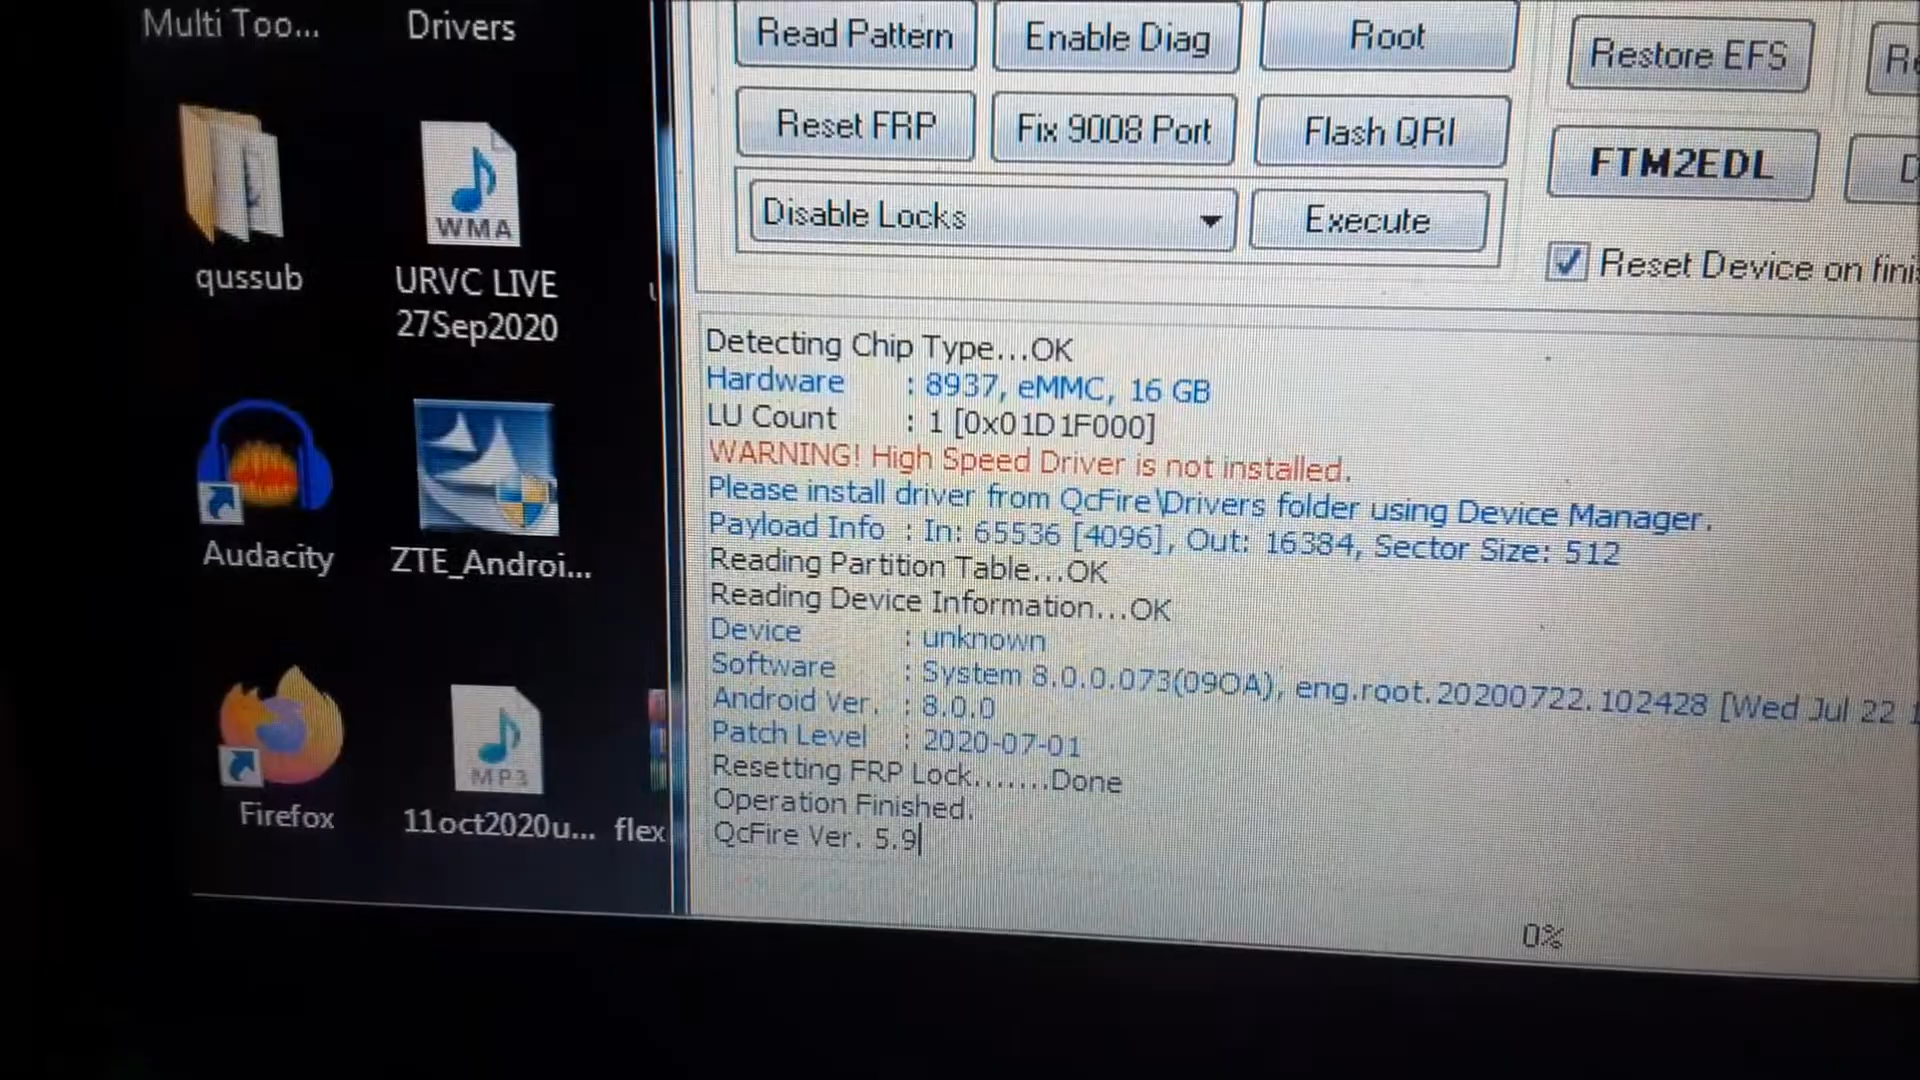 Multi Too...
Drivers
qussub
WMA
URVC LIVE
27Sep2020
Audacity
ZTE_Androi...
Firefox
MP3
11oct2020u...
flex
Read Pattern
Enable Diag
Root
Restore EFS
Reset FRP
Fix 9008 Port
Flash QRI
FTM2EDL
Disable Locks
Execute
Reset Device on fini
Detecting Chip Type...OK
Hardware : 8937, eMMC, 16 GB
LU Count : 1 [0x01D1F000]
WARNING! High Speed Driver is not installed.
Please install driver from QcFire\Drivers folder using Device Manager.
Payload Info : In: 65536 [4096], Out: 16384, Sector Size: 512
Reading Partition Table...OK
Reading Device Information...OK
Device : unknown
Software : System 8.0.0.073(09OA), eng.root.20200722.102428 [Wed Jul 22 1
Android Ver. : 8.0.0
Patch Level : 2020-07-01
Resetting FRP Lock.......Done
Operation Finished.
QcFire Ver. 5.9
0%